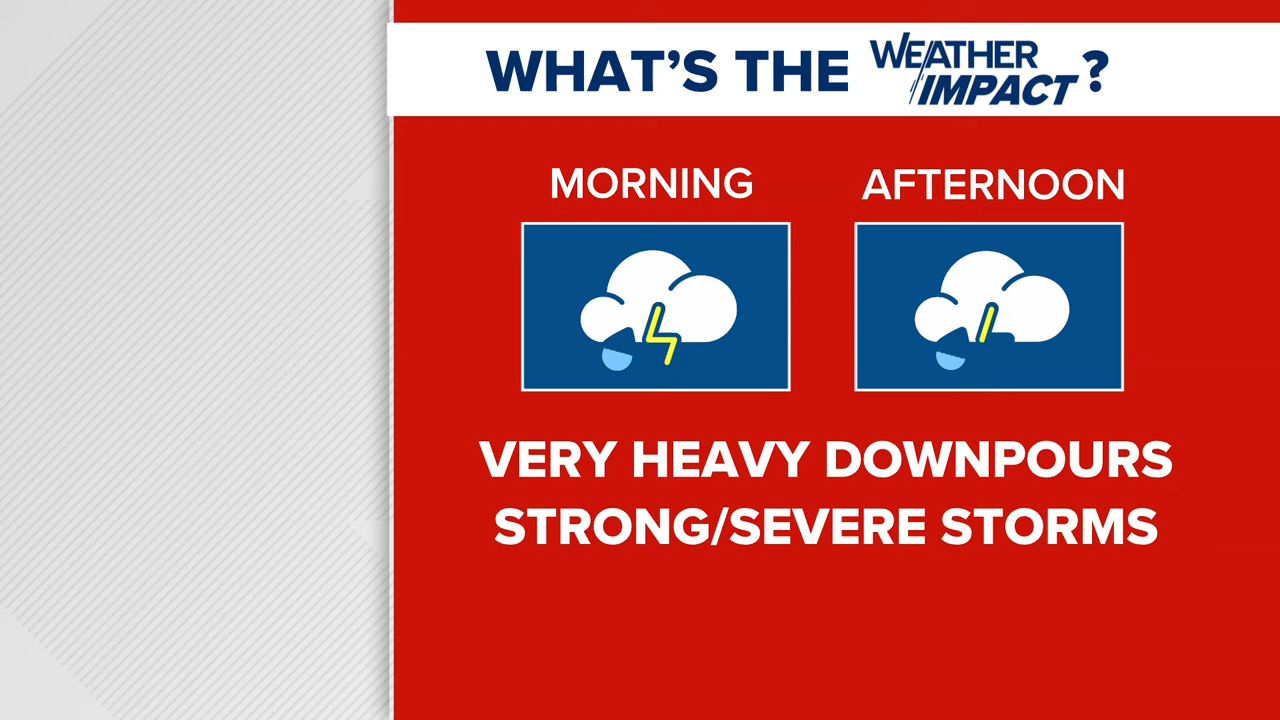 WHAT'S THE WEATHER IMPACT?
MORNING
AFTERNOON
VERY HEAVY DOWNPOURS
STRONG/SEVERE STORMS